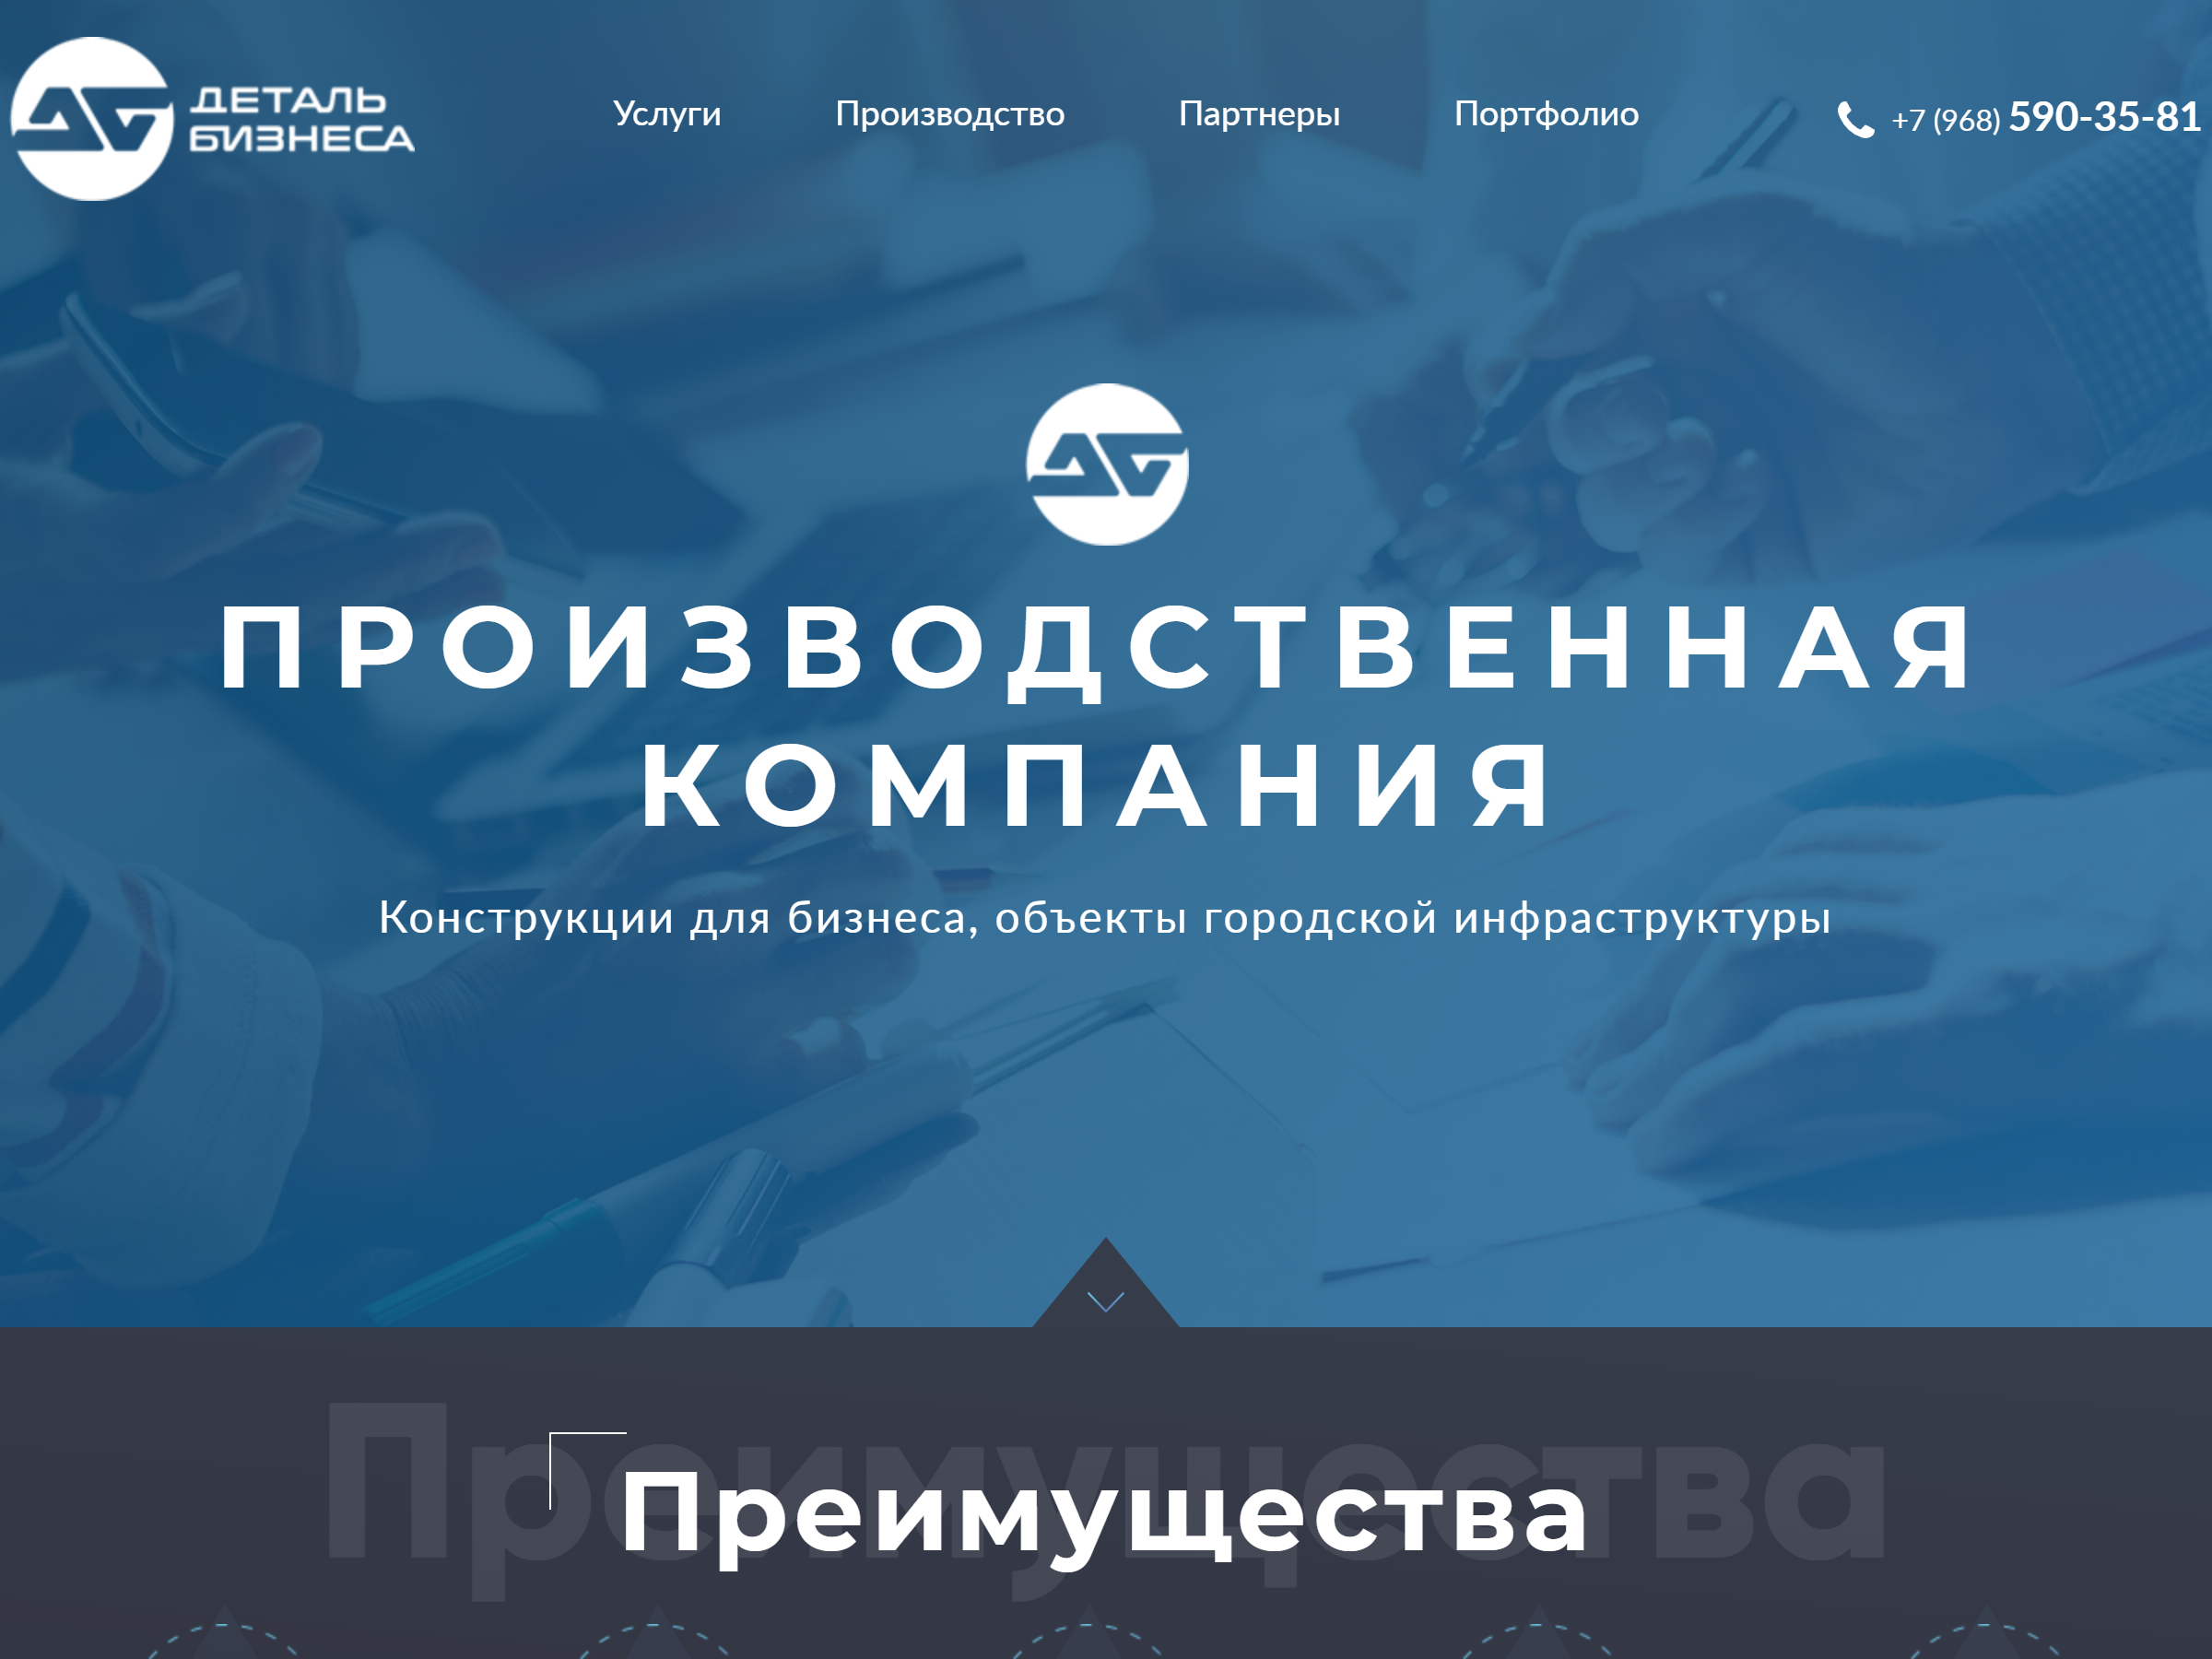 ДЕТАЛЬ
БИЗНЕСА
Услуги
Производство
Партнеры
Портфолио
+7 (968) 590-35-81
ПРОИЗВОДСТВЕННАЯ
КОМПАНИЯ
Конструкции для бизнеса, объекты городской инфраструктуры
Преимущества
Преимущества